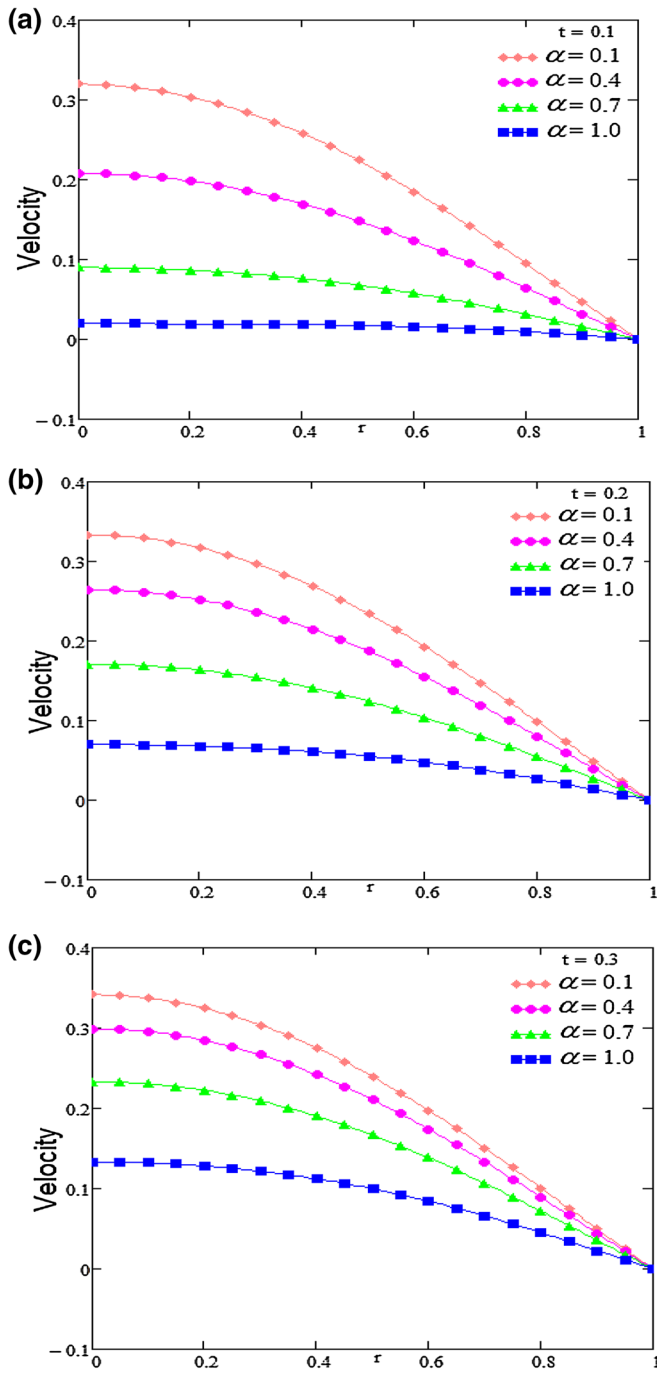 (a)
0.4
t = 0.1
α = 0.1
α = 0.4
α = 0.7
α = 1.0
0.3
0.2
0.1
0
−0.1
Velocity
0
0.2
0.4
r
0.6
0.8
1
(b)
0.4
t = 0.2
α = 0.1
α = 0.4
α = 0.7
α = 1.0
0.3
0.2
0.1
0
−0.1
Velocity
0
0.2
0.4
r
0.6
0.8
1
(c)
0.4
t = 0.3
α = 0.1
α = 0.4
α = 0.7
α = 1.0
0.3
0.2
0.1
0
−0.1
Velocity
0
0.2
0.4
r
0.6
0.8
1